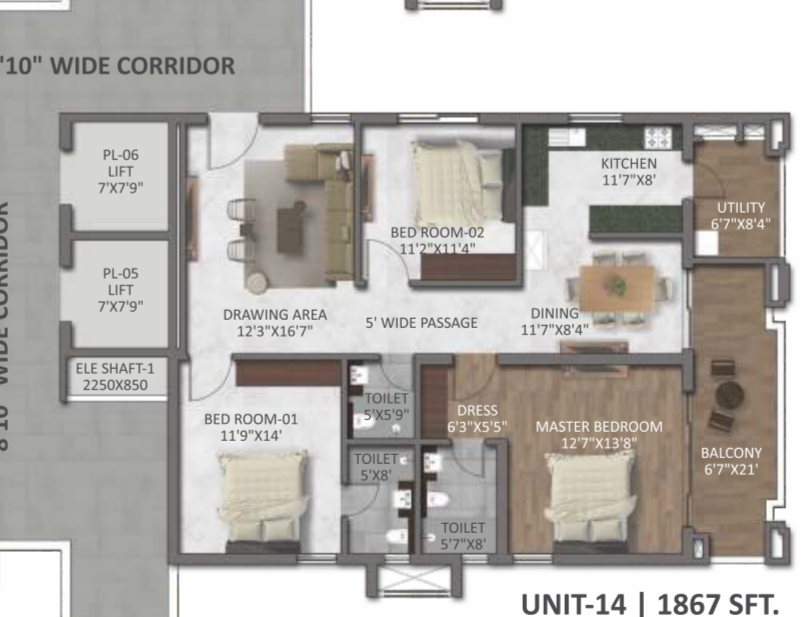 '10" WIDE CORRIDOR
8'10" WIDE CORRIDOR
PL-06
LIFT
7'X7'9"
PL-05
LIFT
7'X7'9"
ELE SHAFT-1
2250X850
DRAWING AREA
12'3"X16'7"
BED ROOM-02
11'2"X11'4"
KITCHEN
11'7"X8'
UTILITY
6'7"X8'4"
5' WIDE PASSAGE
DINING
11'7"X8'4"
BED ROOM-01
11'9"X14'
TOILET
5'X5'9"
TOILET
5'X8'
DRESS
6'3"X5'5"
TOILET
5'7"X8'
MASTER BEDROOM
12'7"X13'8"
BALCONY
6'7"X21'
UNIT-14 | 1867 SFT.